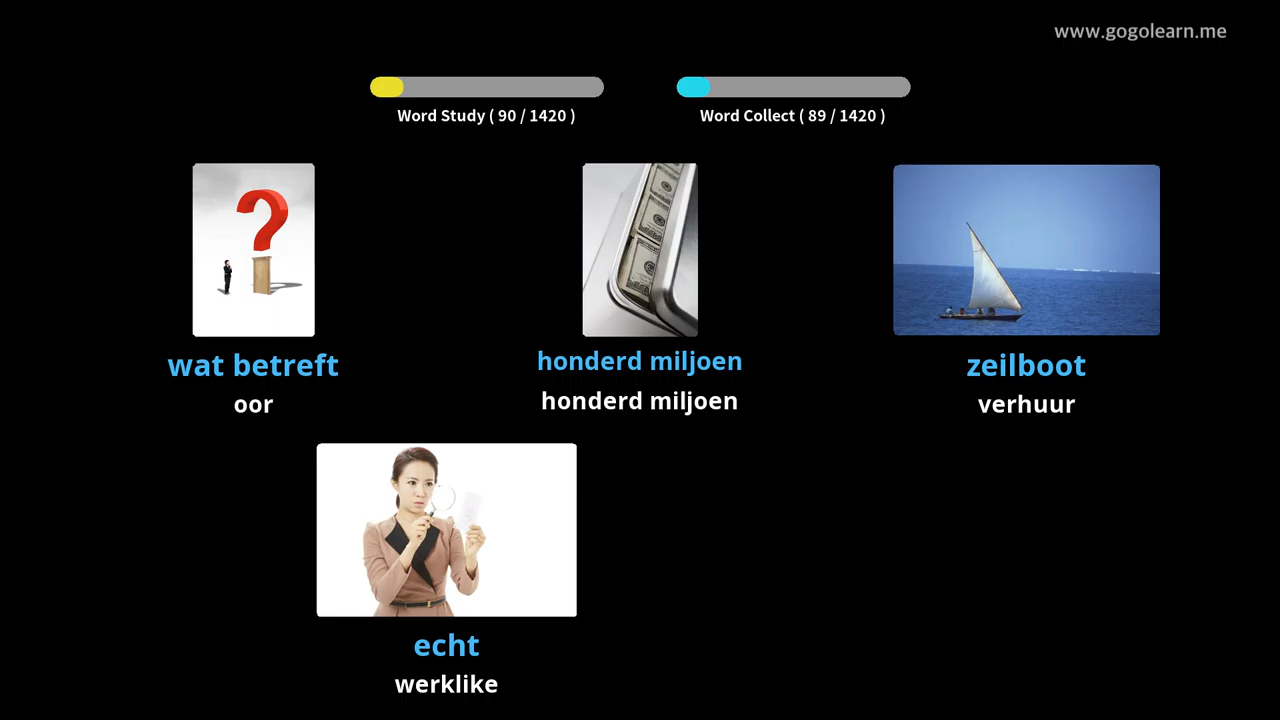 www.gogolearn.me
Word Study ( 90 / 1420 )
Word Collect ( 89 / 1420 )
wat betreft
oor
honderd miljoen
honderd miljoen
zeilboot
verhuur
echt
werklike